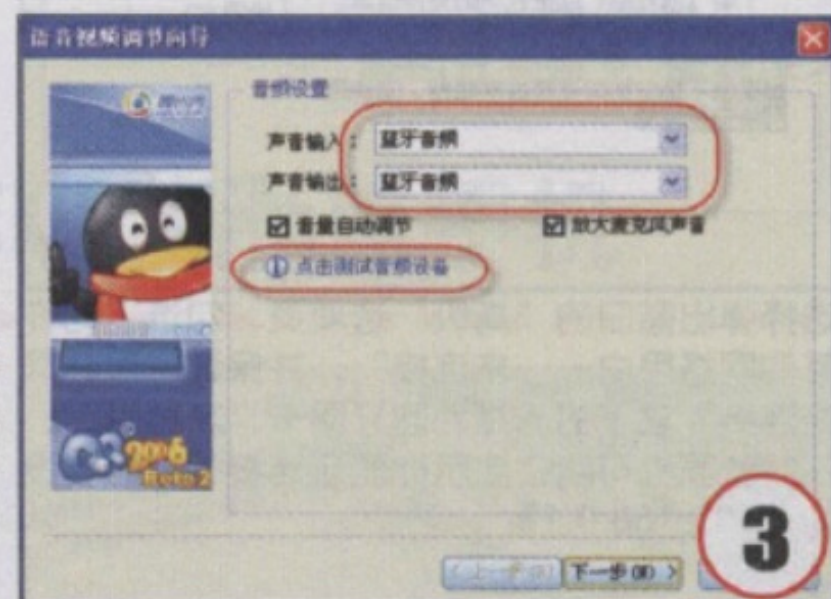 语音视频调节向导
音频设置
声音输入： 蓝牙音频
声音输出： 蓝牙音频
音量自动调节 放大麦克风声音
点击测试音频设备
2006
Beta 2
下一步(N) >
3